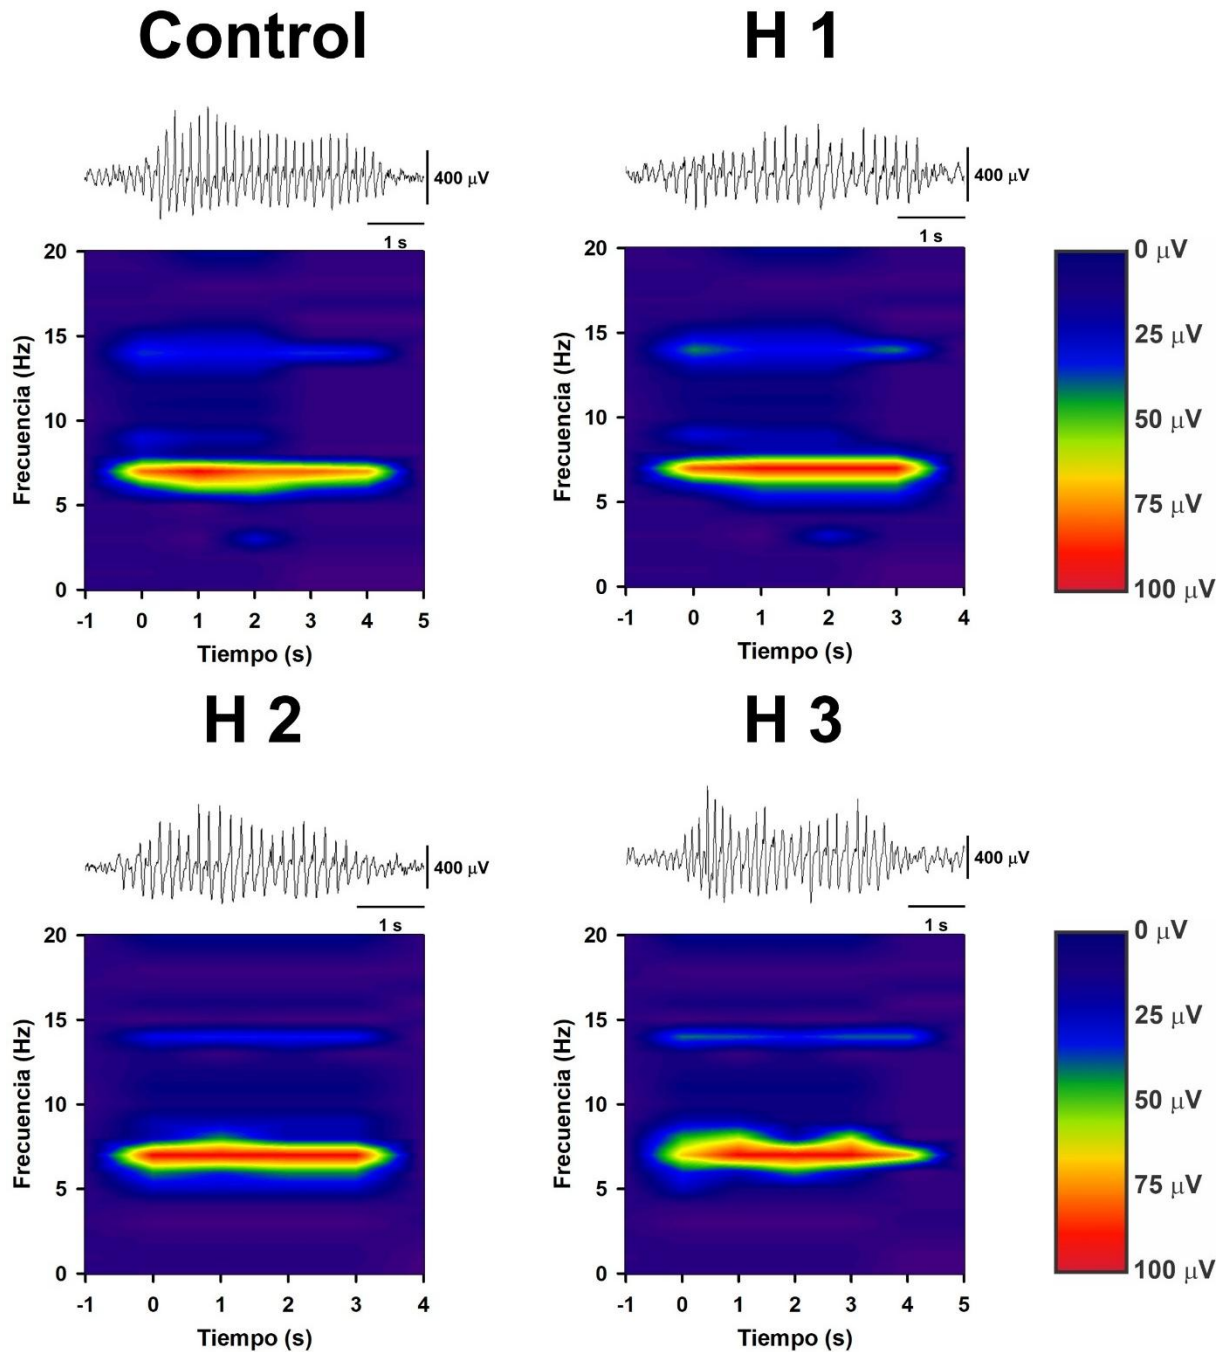 Control
H 1
400 µV
400 µV
1 s
1 s
20
15
10
5
0
Frecuencia (Hz)
-1 0 1 2 3 4 5
Tiempo (s)
20
15
10
5
0
Frecuencia (Hz)
-1 0 1 2 3 4
Tiempo (s)
0 µV
25 µV
50 µV
75 µV
100 µV
H 2
H 3
400 µV
400 µV
1 s
1 s
20
15
10
5
0
Frecuencia (Hz)
-1 0 1 2 3 4
Tiempo (s)
20
15
10
5
0
Frecuencia (Hz)
-1 0 1 2 3 4 5
Tiempo (s)
0 µV
25 µV
50 µV
75 µV
100 µV